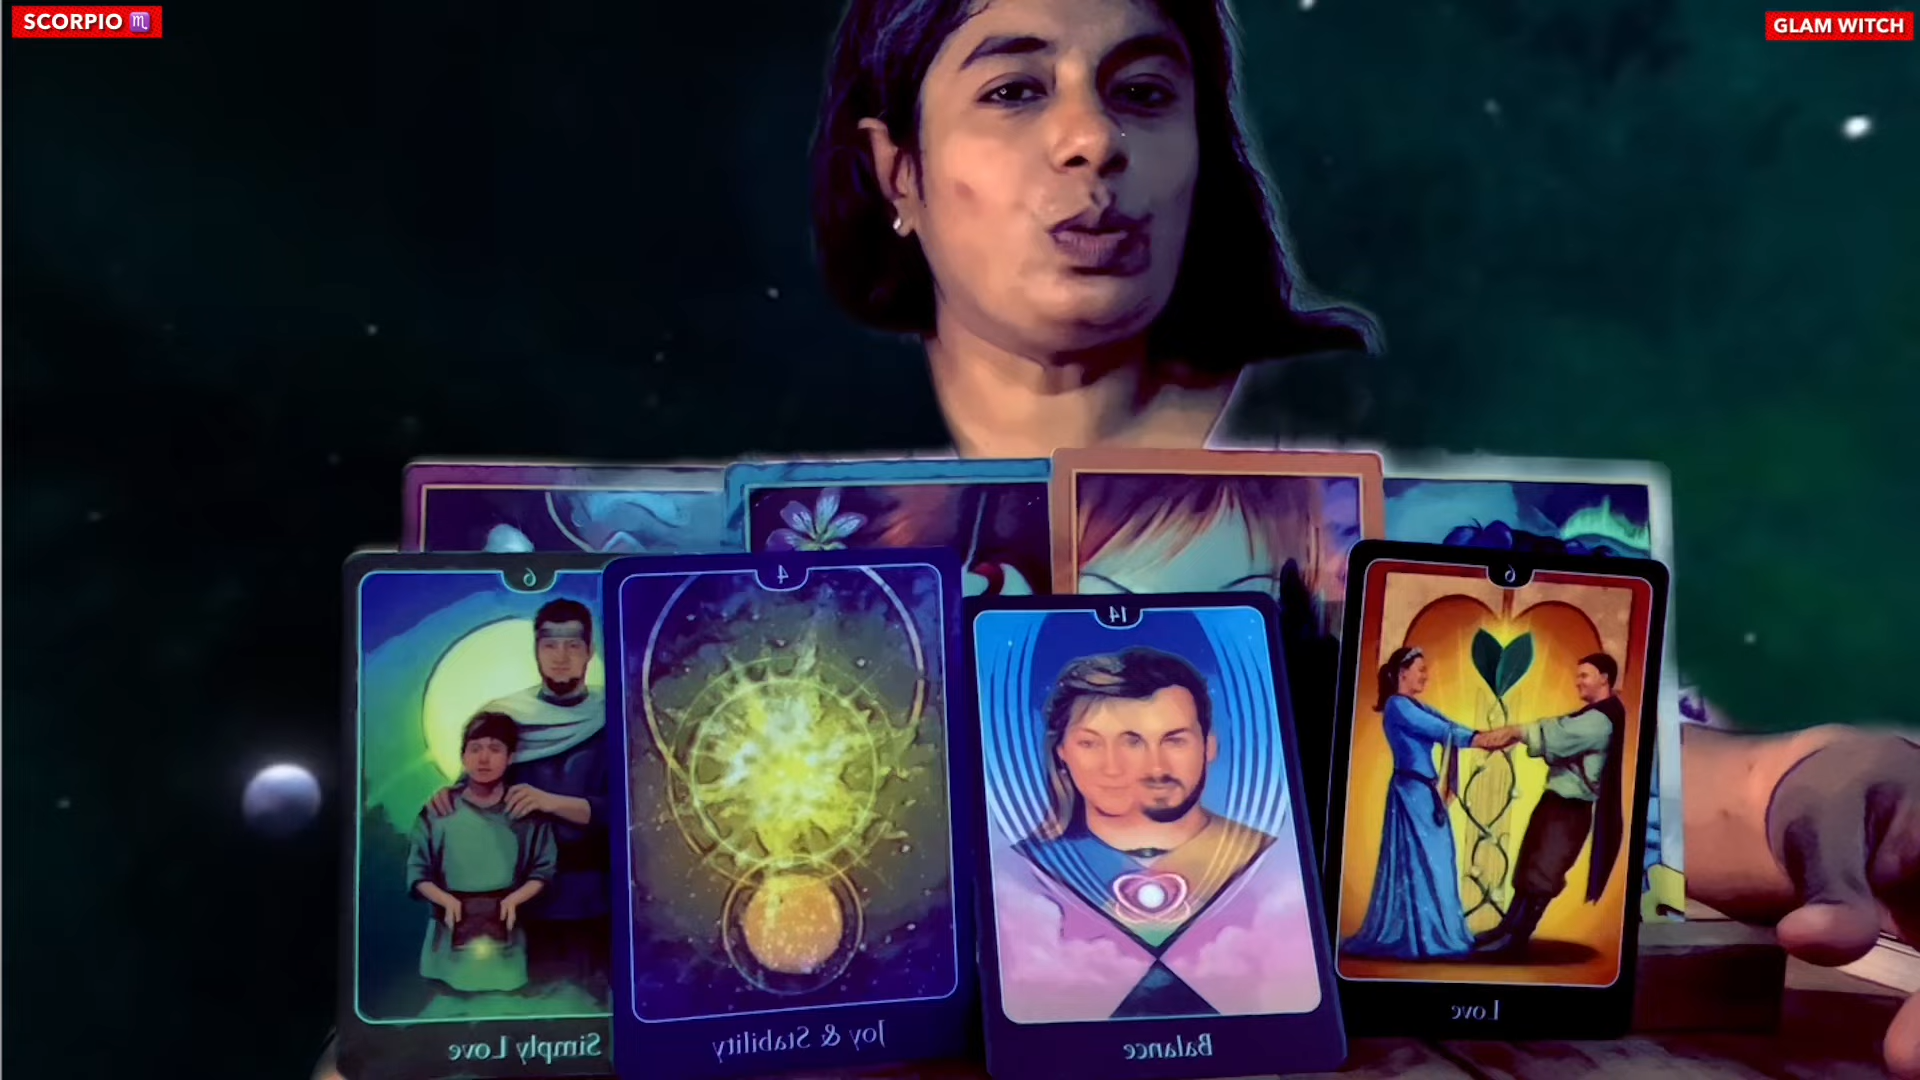 SCORPIO ♏
GLAM WITCH
6
4
14
6
Simply Love
Joy & Stability
Balance
Love